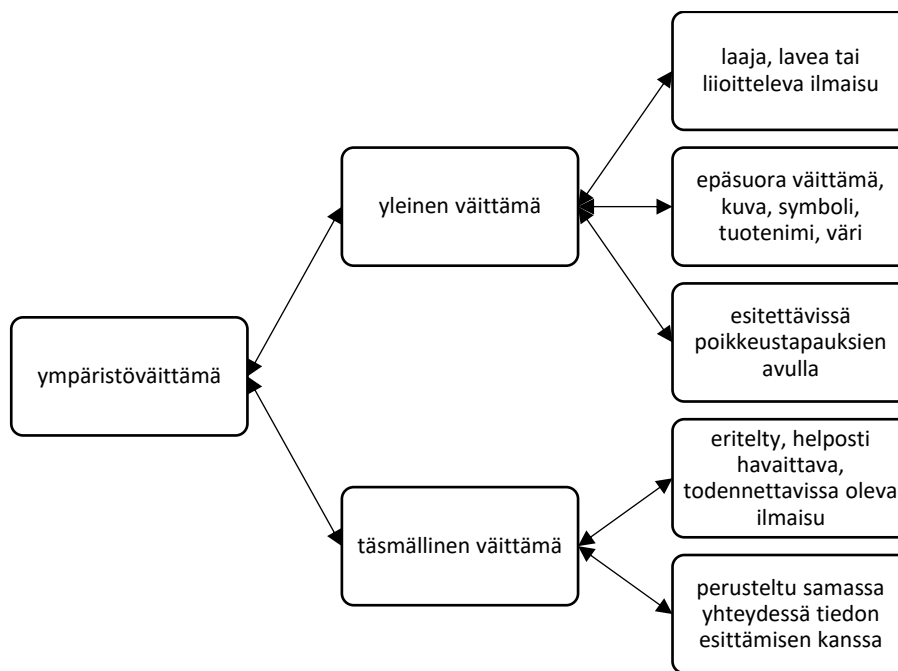 laaja, lavea tai
liioitteleva ilmaisu
yleinen väittämä
epäsuora väittämä,
kuva, symboli,
tuotenimi, väri
esitettävissä
poikkeustapauksien
avulla
ympäristöväittämä
eritelty, helposti
havaittava,
todennettavissa oleva
ilmaisu
täsmällinen väittämä
perusteltu samassa
yhteydessä tiedon
esittämisen kanssa